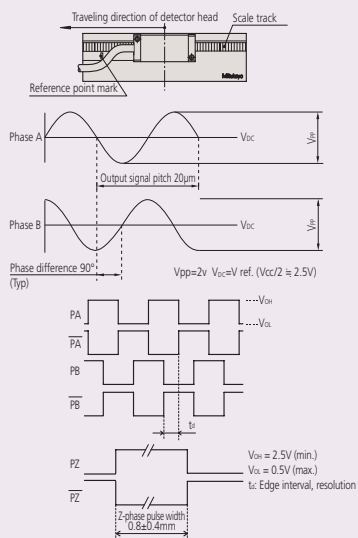 Traveling direction of detector head
Scale track
Reference point mark
Mitutoyo
Phase A
VDC
VPP
Output signal pitch 20μm
Phase B
VDC
VPP
Phase difference 90°
(Typ)
Vpp=2v VDC=V ref. (Vcc/2 ≒ 2.5V)
PA
VOH
VOL
PA
PB
PB
td
PZ
PZ
VOH = 2.5V (min.)
VOL = 0.5V (max.)
td: Edge interval, resolution
Z-phase pulse width
0.8±0.4mm